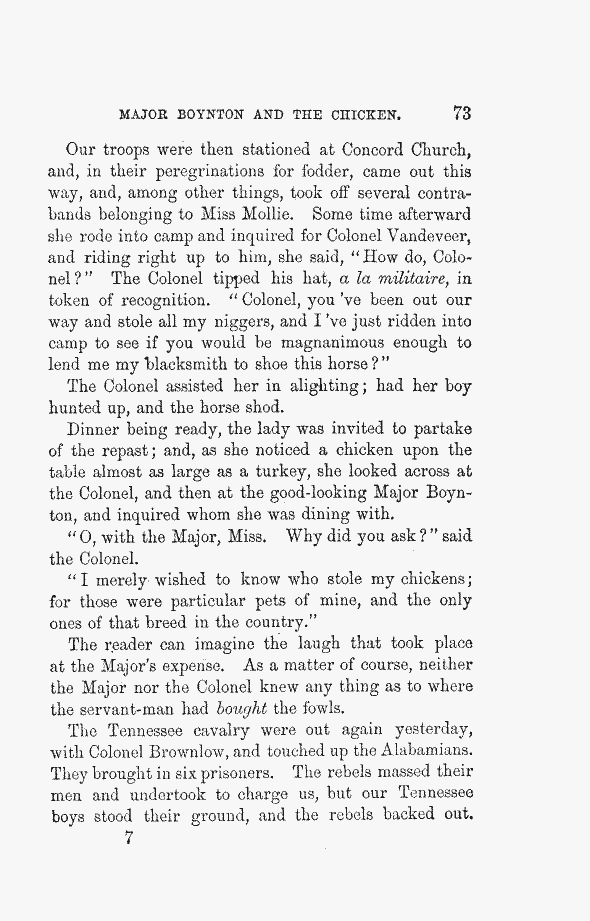 MAJOR BOYNTON AND THE CHICKEN. 73
Our troops were then stationed at Concord Church,
and, in their peregrinations for fodder, came out this
way, and, among other things, took off several contra-
bands belonging to Miss Mollie. Some time afterward
she rode into camp and inquired for Colonel Vandeveer,
and riding right up to him, she said, "How do, Colo-
nel?" The Colonel tipped his hat, a la militaire, in
token of recognition. "Colonel, you 've been out our
way and stole all my niggers, and I 've just ridden into
camp to see if you would be magnanimous enough to
lend me my blacksmith to shoe this horse?"
The Colonel assisted her in alighting; had her boy
hunted up, and the horse shod.
Dinner being ready, the lady was invited to partake
of the repast; and, as she noticed a chicken upon the
table almost as large as a turkey, she looked across at
the Colonel, and then at the good-looking Major Boyn-
ton, and inquired whom she was dining with.
"O, with the Major, Miss. Why did you ask?" said
the Colonel.
"I merely wished to know who stole my chickens;
for those were particular pets of mine, and the only
ones of that breed in the country."
The reader can imagine the laugh that took place
at the Major's expense. As a matter of course, neither
the Major nor the Colonel knew any thing as to where
the servant-man had bought the fowls.
The Tennessee cavalry were out again yesterday,
with Colonel Brownlow, and touched up the Alabamians.
They brought in six prisoners. The rebels massed their
men and undertook to charge us, but our Tennessee
boys stood their ground, and the rebels backed out.
7